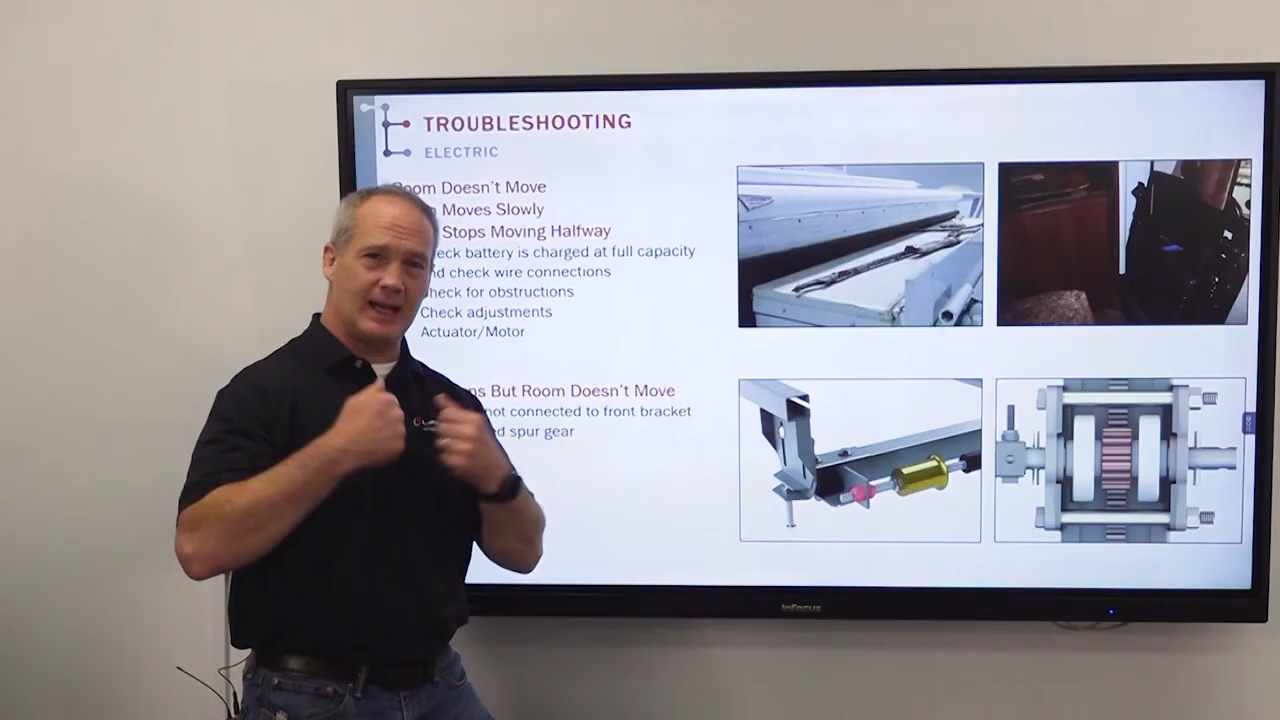 TROUBLESHOOTING
ELECTRIC
Room Doesn't Move
Moves Slowly
Stops Moving Halfway
battery is charged at full capacity
and check wire connections
Check for obstructions
Check adjustments
Actuator/Motor
But Room Doesn't Move
not connected to front bracket
spur gear
InFocus